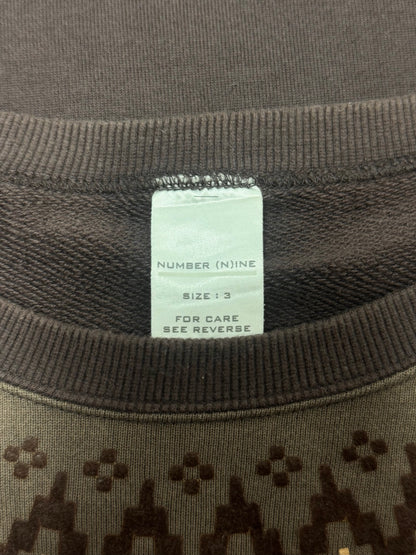 NUMBER (N)INE
SIZE : 3
FOR CARE
SEE REVERSE